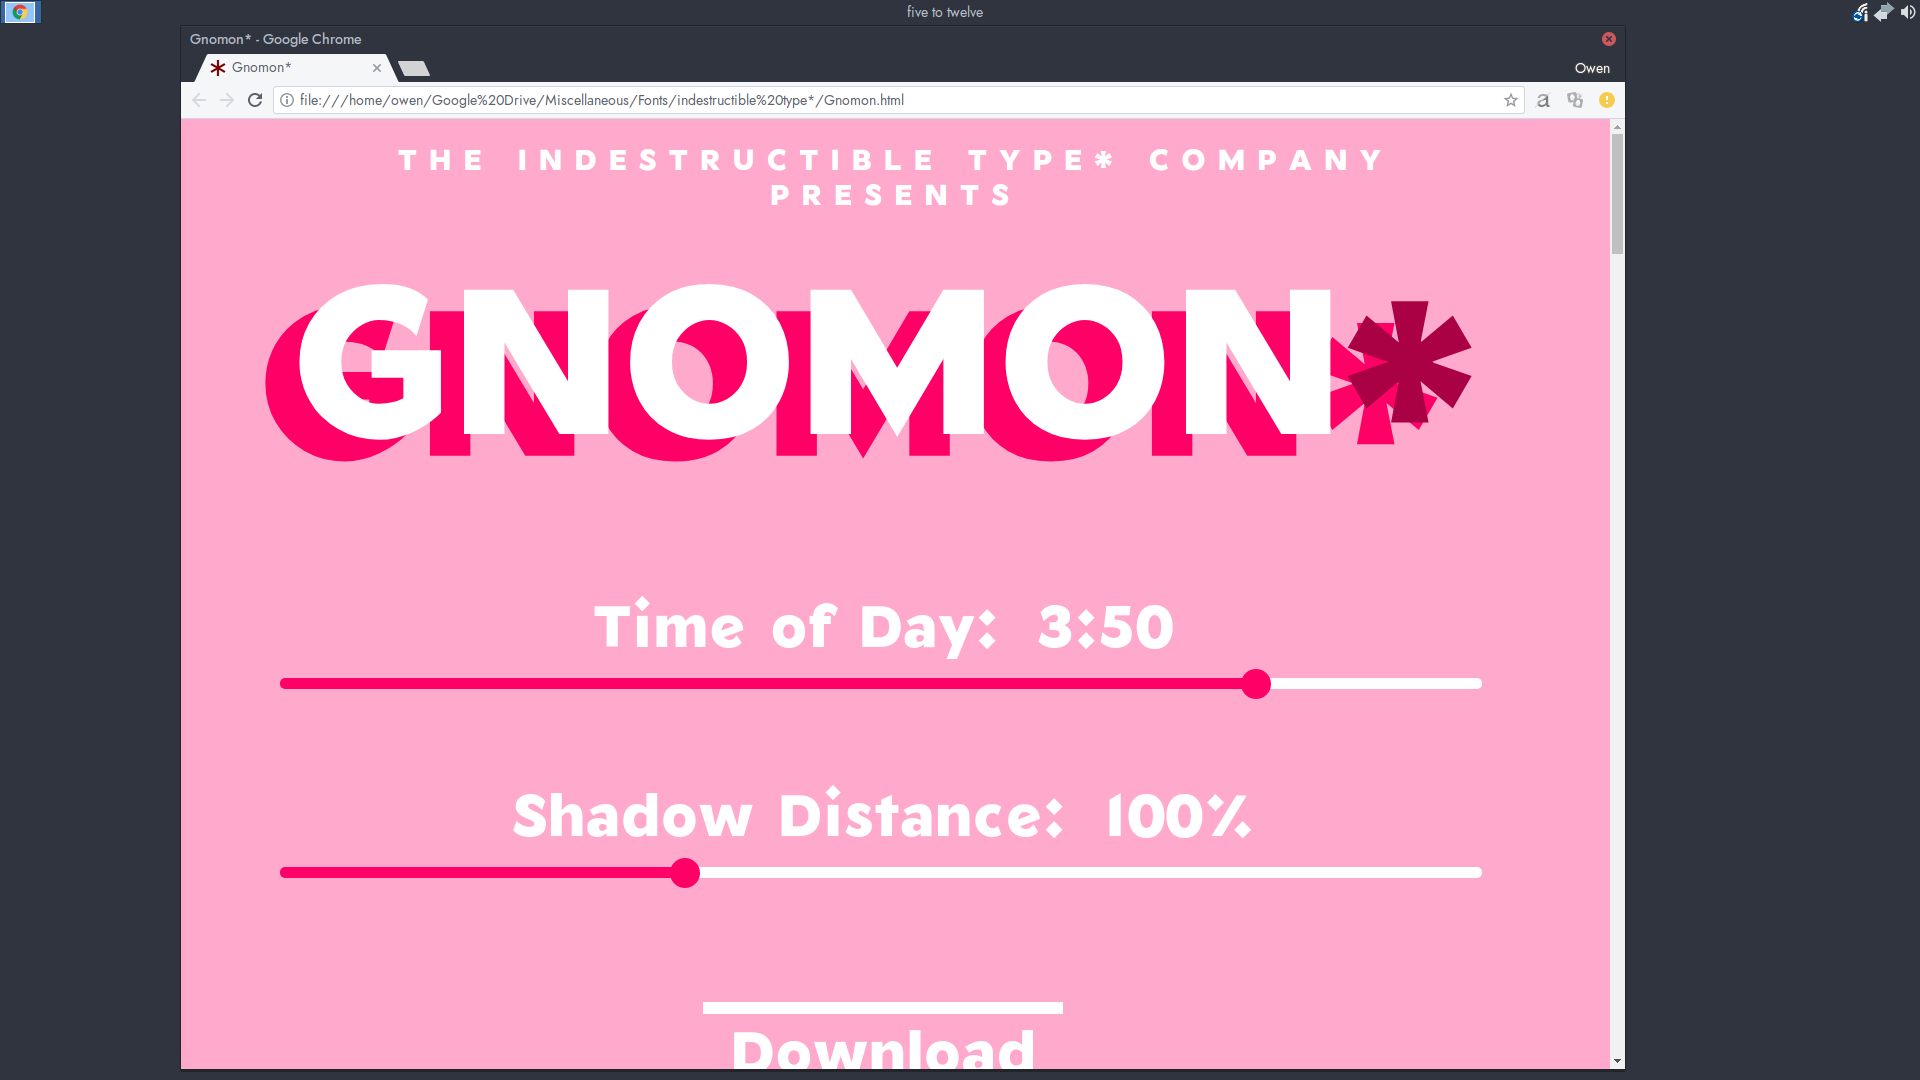 five to twelve
Gnomon* - Google Chrome
Gnomon*
Owen
file:///home/owen/Google%20Drive/Miscellaneous/Fonts/indestructible%20type*/Gnomon.html
THE INDESTRUCTIBLE TYPE* COMPANY
PRESENTS
GNOMON*
Time of Day: 3:50
Shadow Distance: 100%
Download